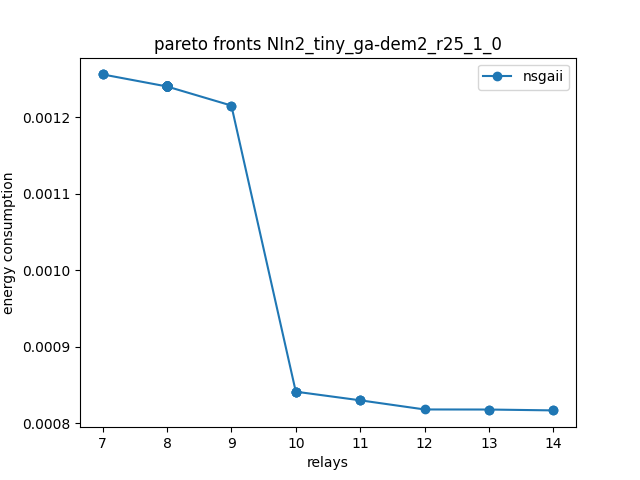 pareto fronts NIn2_tiny_ga-dem2_r25_1_0
nsgaii
energy consumption
0.0012
0.0011
0.0010
0.0009
0.0008
7 8 9 10 11 12 13 14
relays